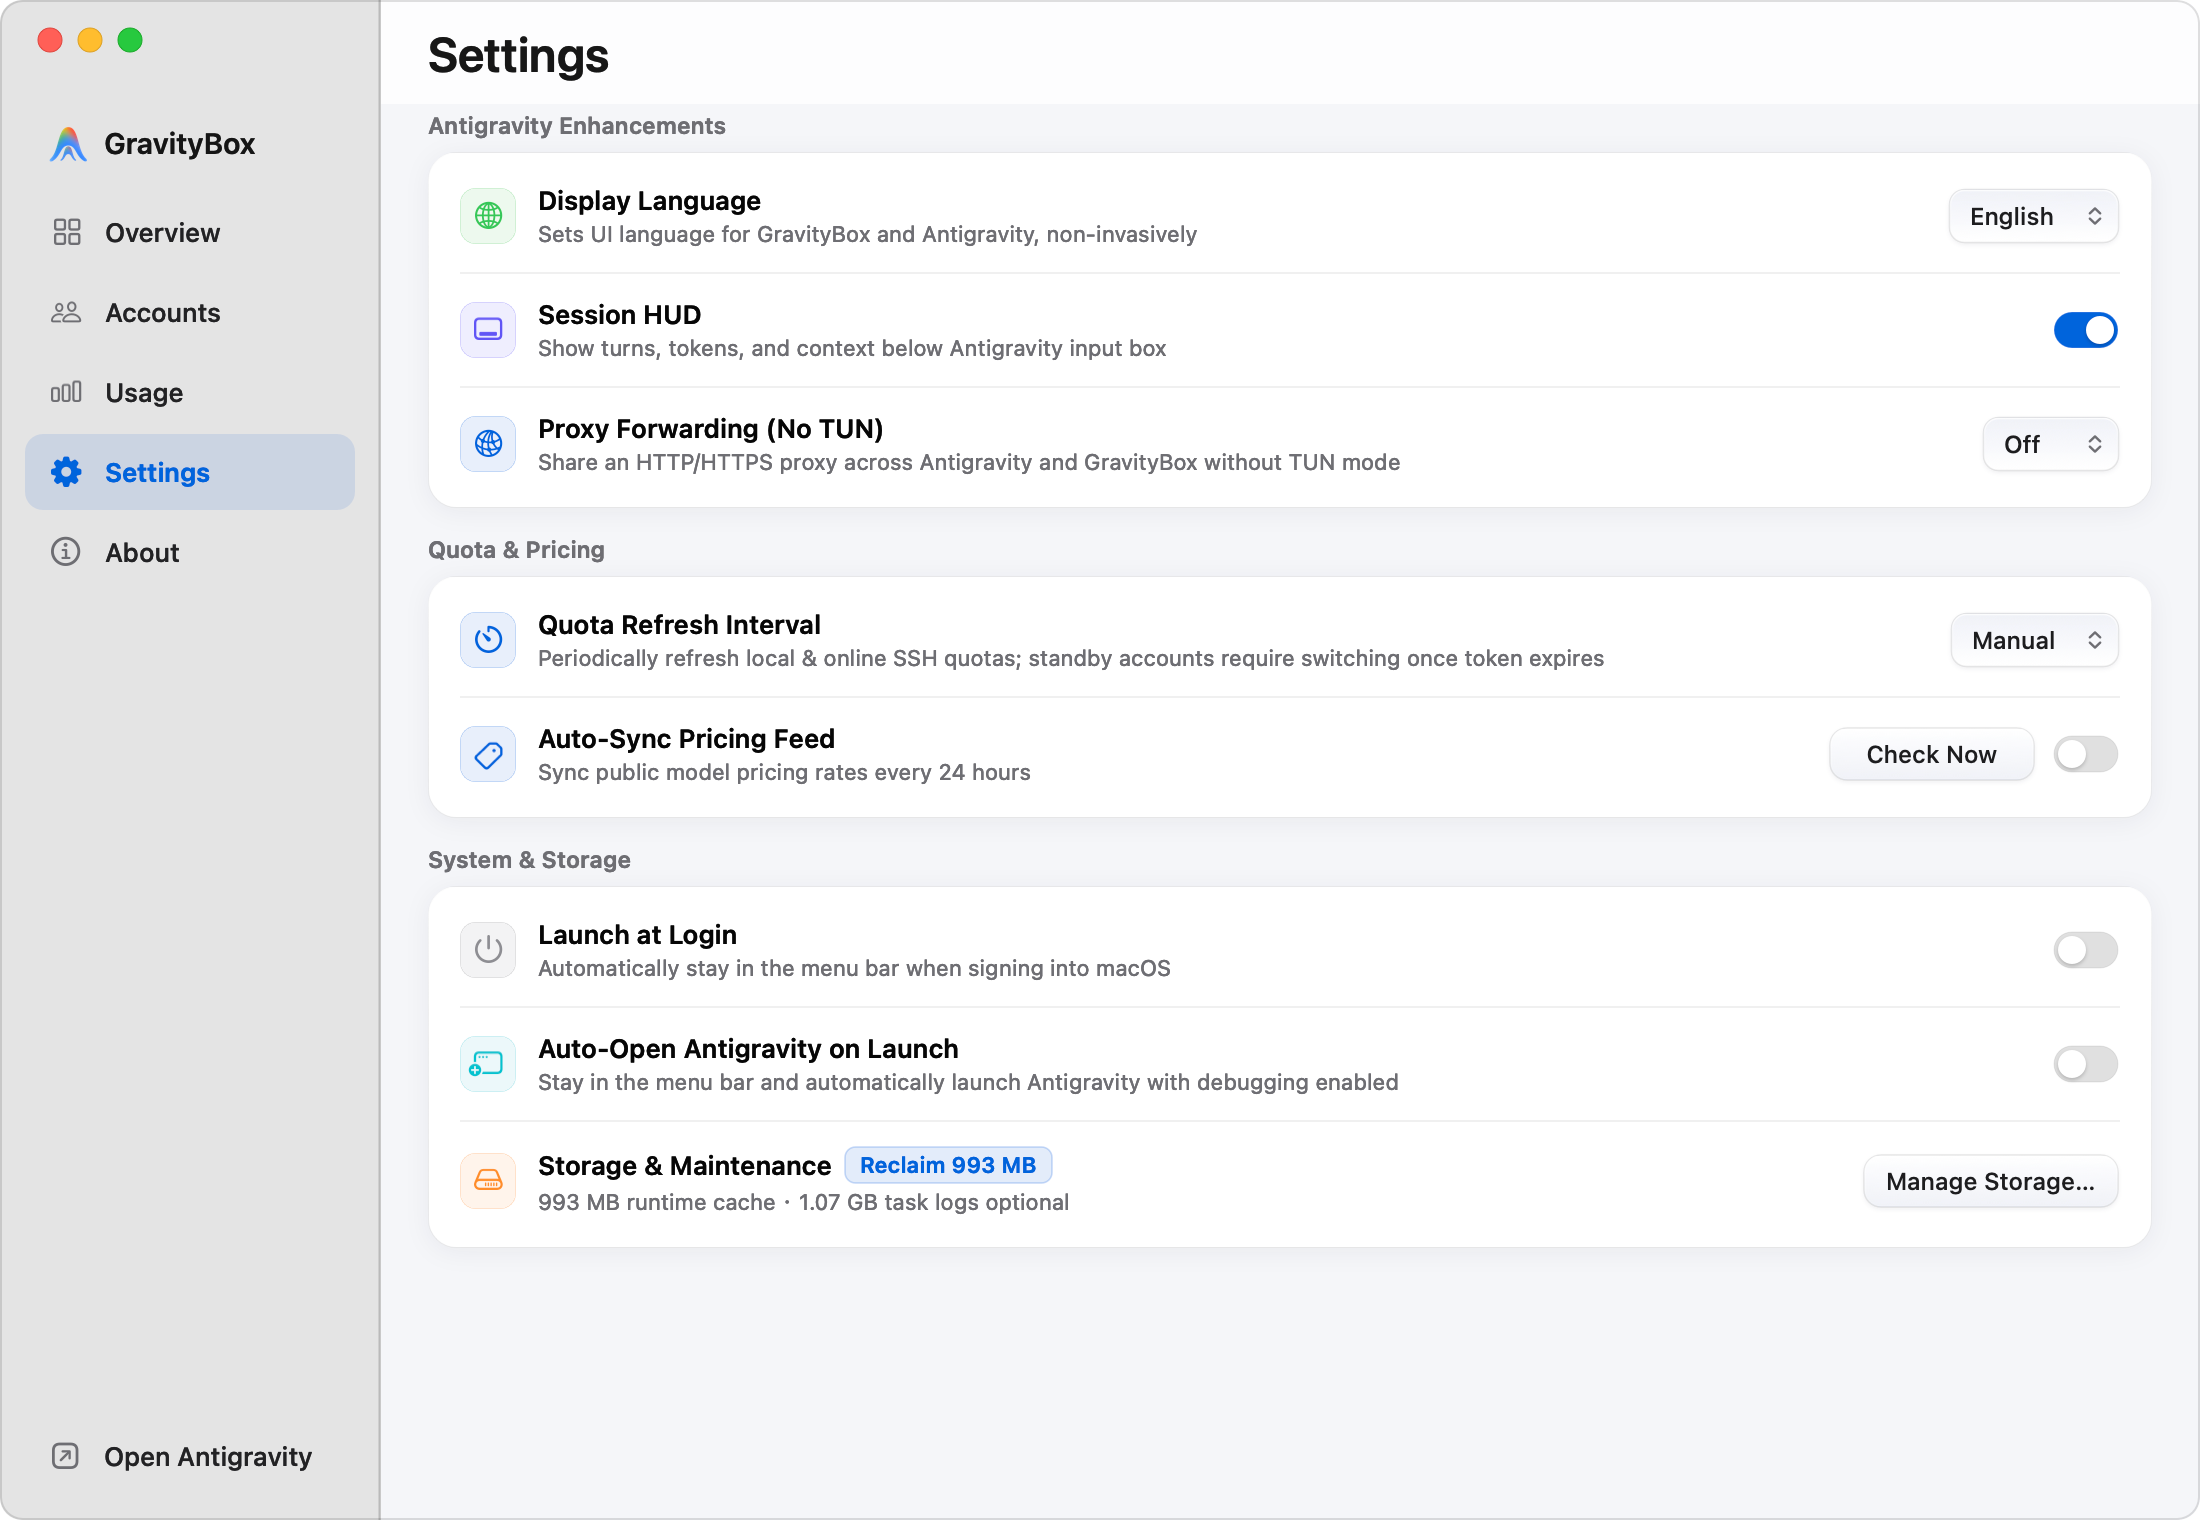 Settings
GravityBox
Overview
Accounts
Usage
Settings
About
Open Antigravity
Antigravity Enhancements
Display Language
Sets UI language for GravityBox and Antigravity, non-invasively
English
Session HUD
Show turns, tokens, and context below Antigravity input box
Proxy Forwarding (No TUN)
Share an HTTP/HTTPS proxy across Antigravity and GravityBox without TUN mode
Off
Quota & Pricing
Quota Refresh Interval
Periodically refresh local & online SSH quotas; standby accounts require switching once token expires
Manual
Auto-Sync Pricing Feed
Sync public model pricing rates every 24 hours
Check Now
System & Storage
Launch at Login
Automatically stay in the menu bar when signing into macOS
Auto-Open Antigravity on Launch
Stay in the menu bar and automatically launch Antigravity with debugging enabled
Storage & Maintenance Reclaim 993 MB
993 MB runtime cache · 1.07 GB task logs optional
Manage Storage...